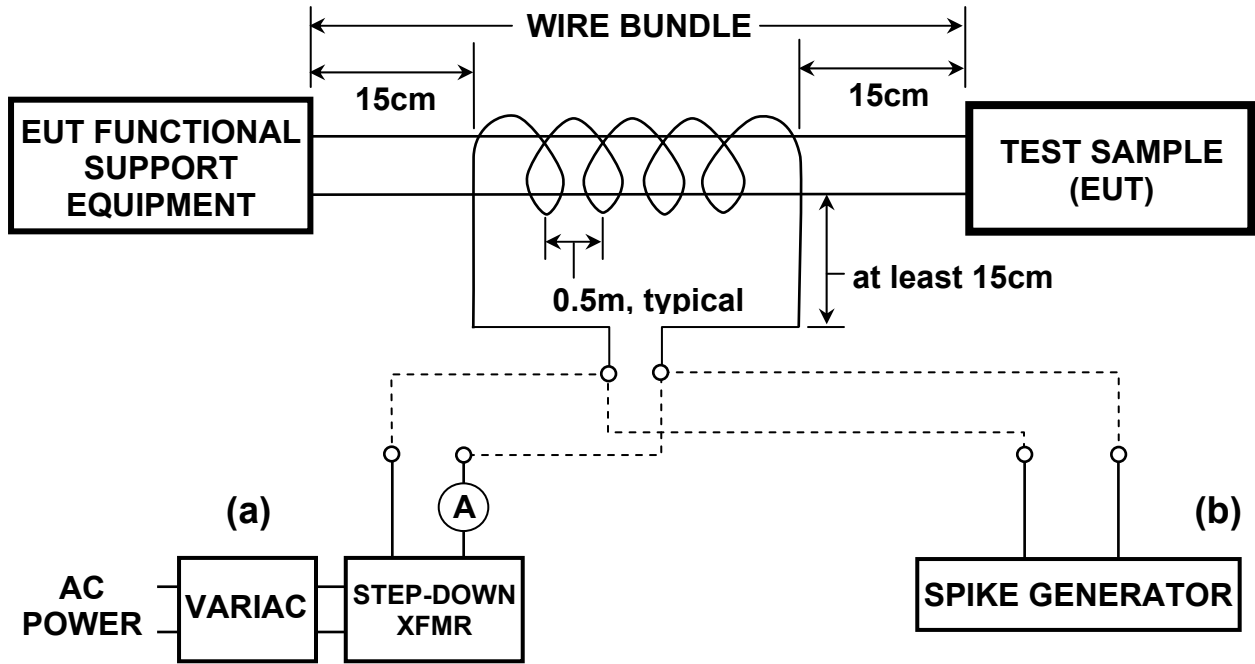 WIRE BUNDLE
15cm
15cm
EUT FUNCTIONAL
SUPPORT
EQUIPMENT
TEST SAMPLE
(EUT)
at least 15cm
0.5m, typical
(a)
A
(b)
AC
POWER
VARIAC
STEP-DOWN
XFMR
SPIKE GENERATOR